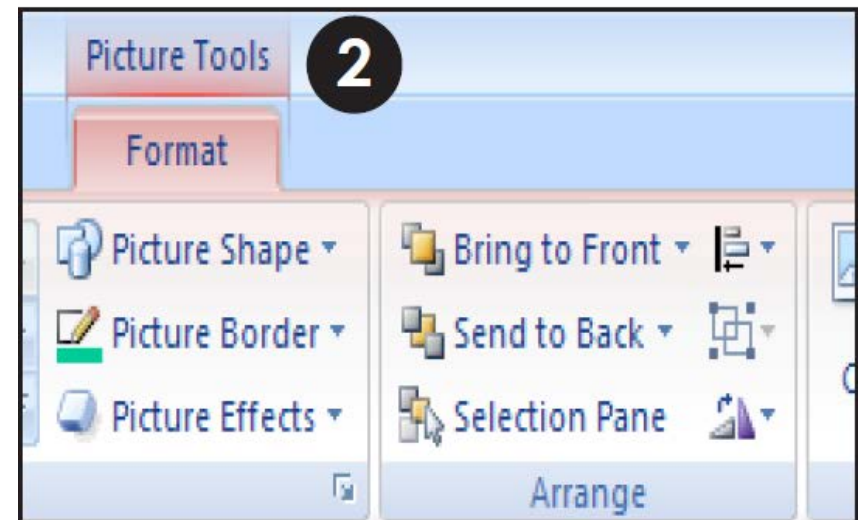 Picture Tools 2
Format
Picture Shape
Picture Border
Picture Effects
Bring to Front
Send to Back
Selection Pane
Arrange